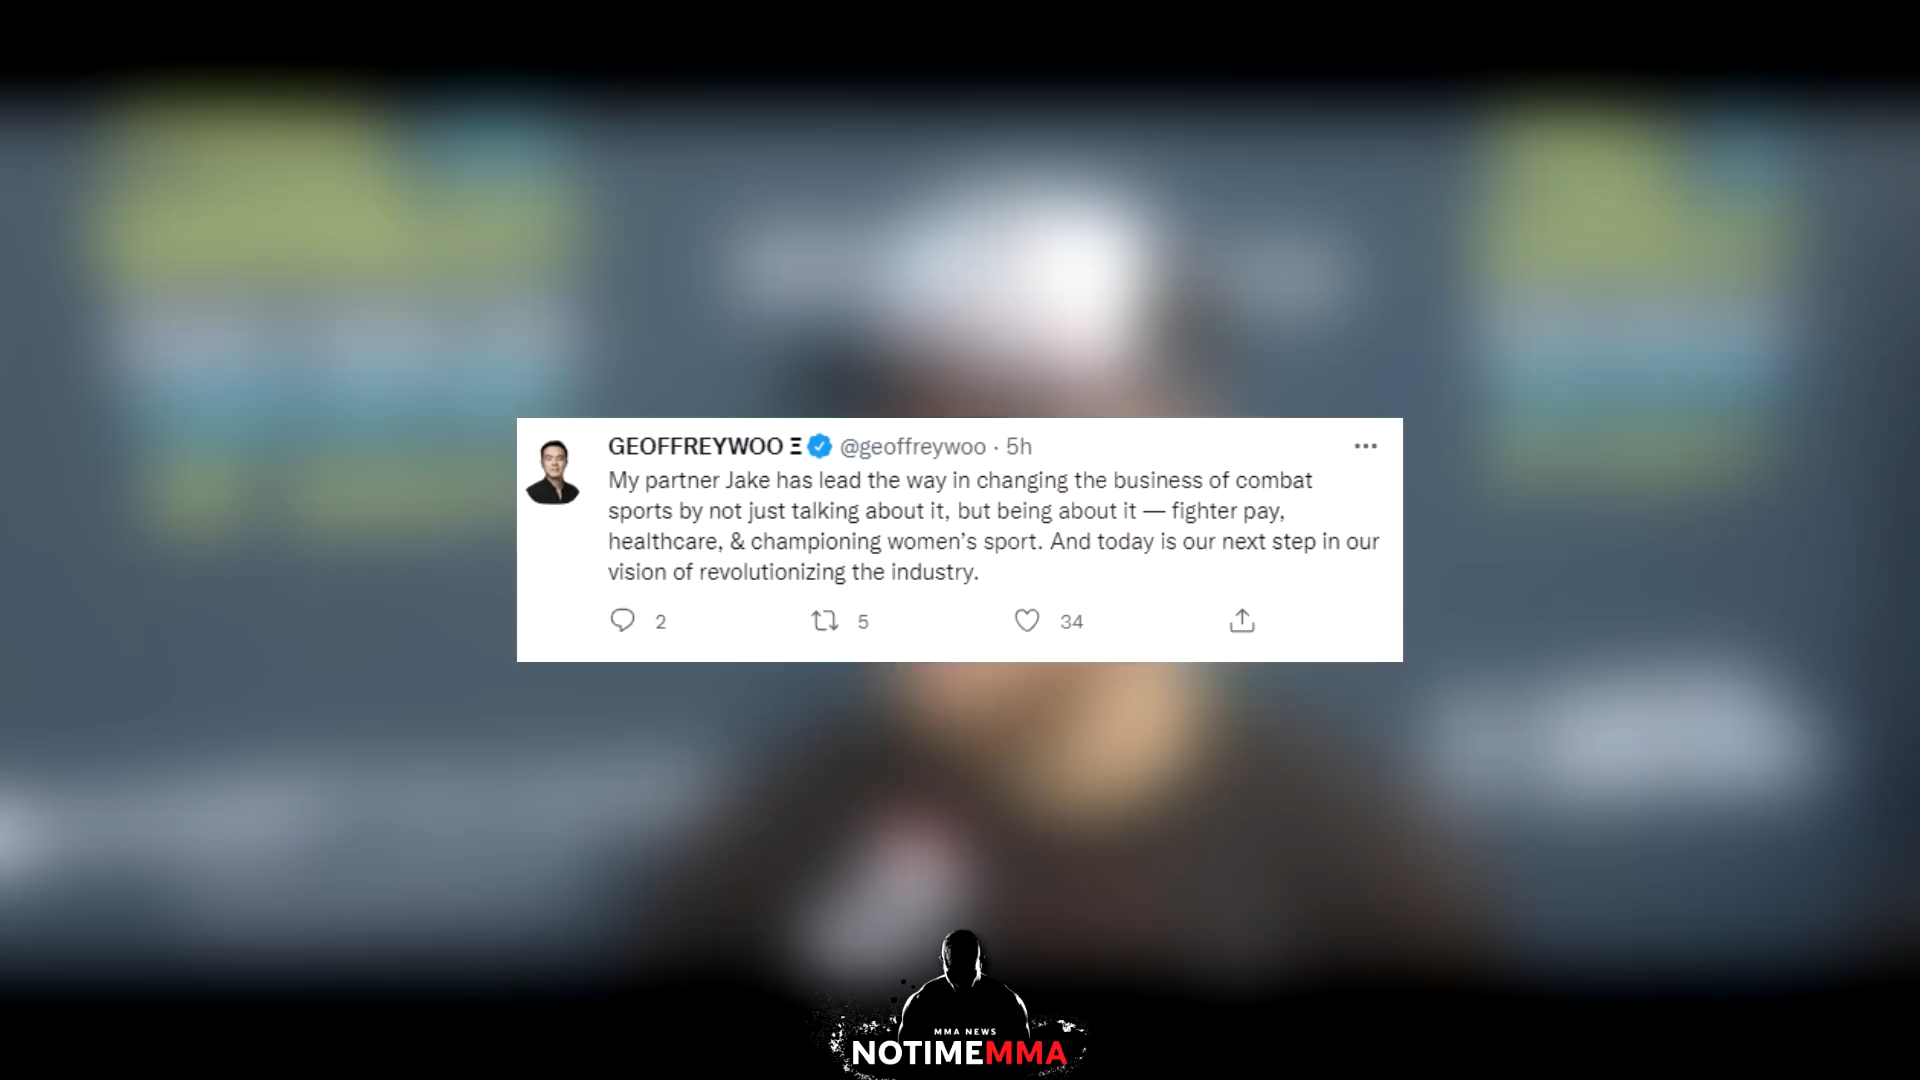 GEOFFREYWOO Ξ @geoffreywoo · 5h
My partner Jake has lead the way in changing the business of combat
sports by not just talking about it, but being about it — fighter pay,
healthcare, & championing women’s sport. And today is our next step in our
vision of revolutionizing the industry.
2 5 34
MMA NEWS
NOTIMEMMA